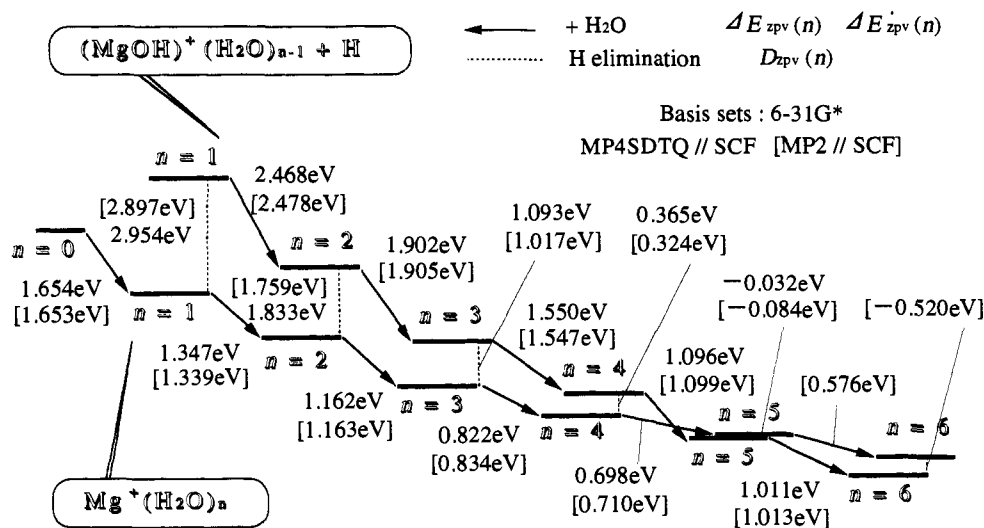 (MgOH)⁺(H₂O)ₙ₋₁ + H
+ H₂O ΔE zpv (n) ΔE˙zpv (n)
H elimination Dzpv (n)
Basis sets : 6-31G*
MP4SDTQ // SCF [MP2 // SCF]
n = 1
2.468eV
[2.478eV]
[2.897eV]
2.954eV
n = 0
n = 2
1.902eV
[1.905eV]
1.093eV
[1.017eV]
0.365eV
[0.324eV]
−0.032eV
[−0.084eV]
[−0.520eV]
1.654eV
[1.653eV]
n = 1
[1.759eV]
1.833eV
n = 3
1.550eV
[1.547eV]
1.347eV
[1.339eV]
n = 2
n = 4
1.096eV
[1.099eV]
[0.576eV]
1.162eV
[1.163eV]
n = 3
n = 5
n = 6
0.822eV
[0.834eV]
n = 4
n = 5
0.698eV
[0.710eV]
1.011eV
[1.013eV]
n = 6
Mg⁺(H₂O)ₙ